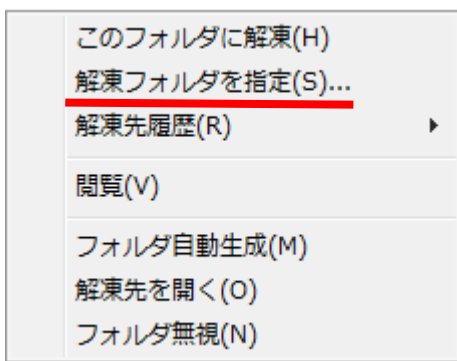 このフォルダに解凍(H)
解凍フォルダを指定(S)...
解凍先履歴(R)
閲覧(V)
フォルダ自動生成(M)
解凍先を開く(O)
フォルダ無視(N)